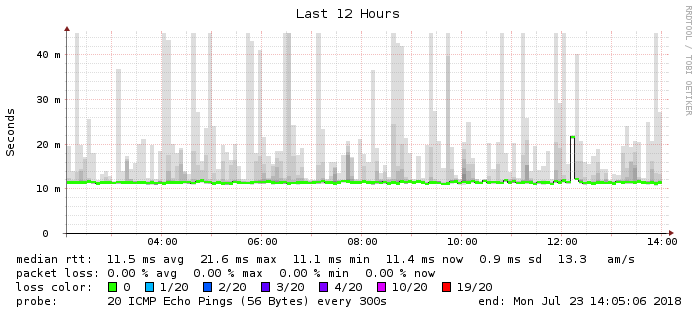 Last 12 Hours
RRDTOOL / TOBI OETIKER
Seconds
40 m
30 m
20 m
10 m
0
04:00 06:00 08:00 10:00 12:00 14:00
median rtt: 11.5 ms avg 21.6 ms max 11.1 ms min 11.4 ms now 0.9 ms sd 13.3 am/s
packet loss: 0.00 % avg 0.00 % max 0.00 % min 0.00 % now
loss color: 0 1/20 2/20 3/20 4/20 10/20 19/20
probe: 20 ICMP Echo Pings (56 Bytes) every 300s end: Mon Jul 23 14:05:06 2018